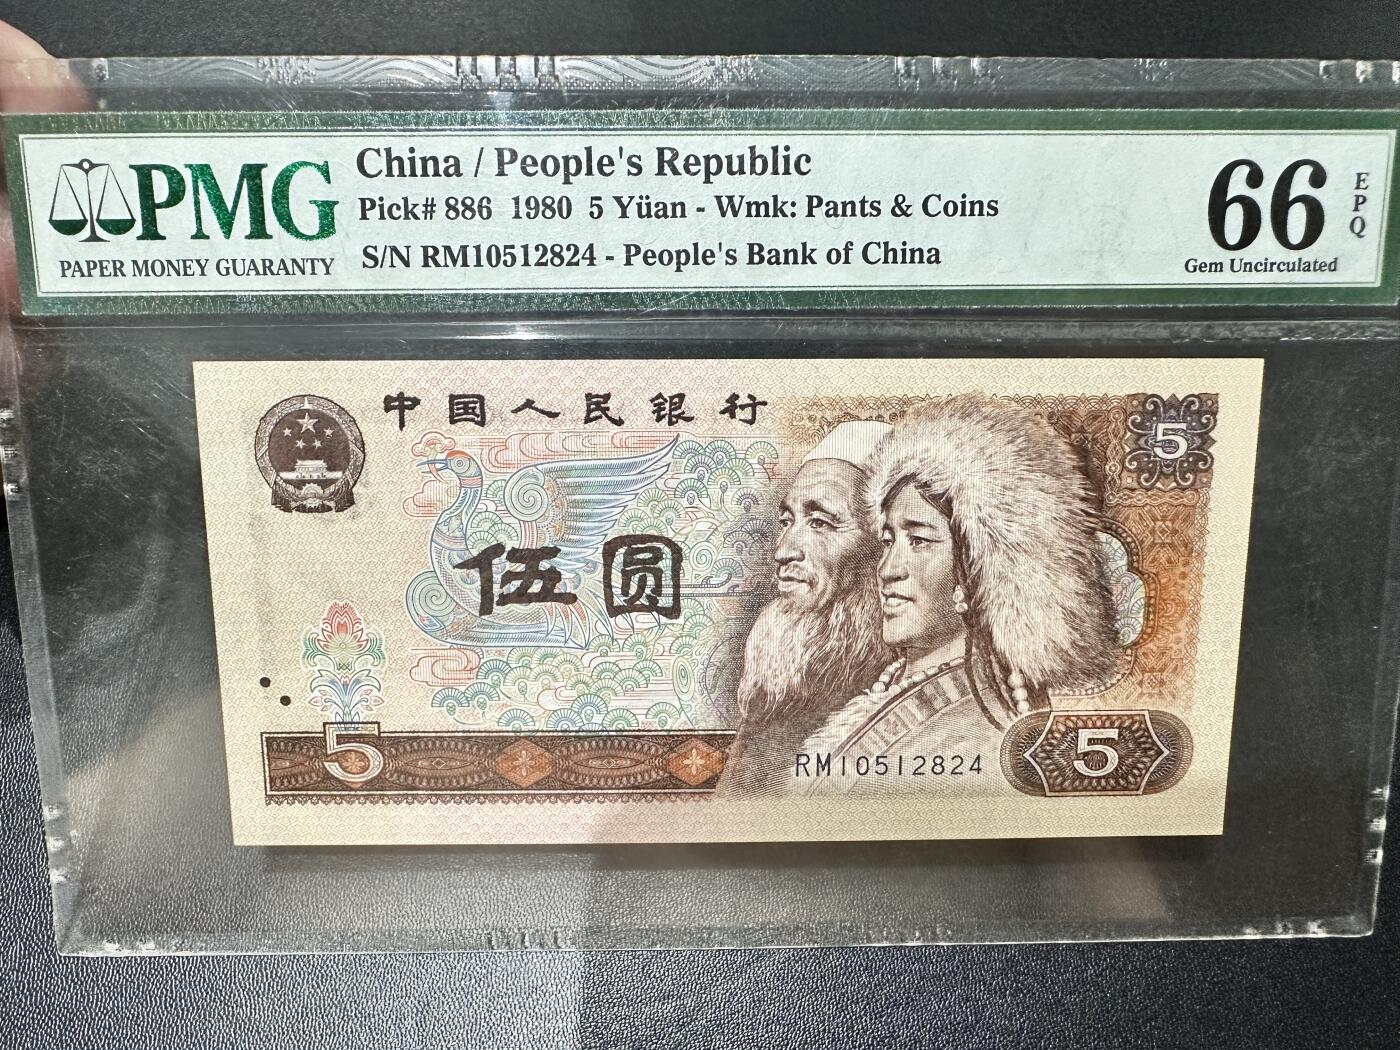 PMG
PAPER MONEY GUARANTY
China / People's Republic
Pick# 886 1980 5 Yüan - Wmk: Pants & Coins
S/N RM10512824 - People's Bank of China
66
EPQ
Gem Uncirculated
中国人民银行
5
伍圆
5
RM10512824
5